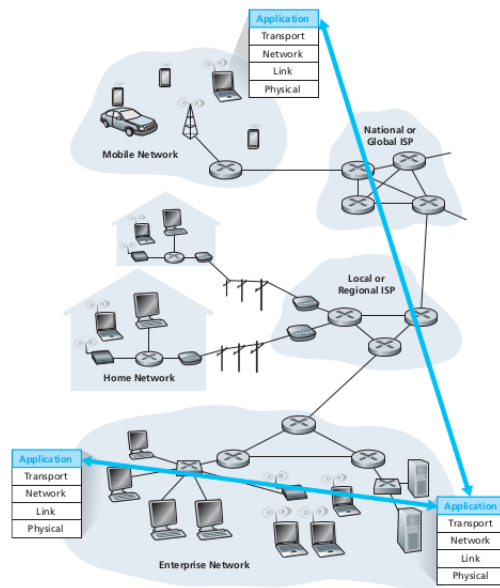 Application
Transport
Network
Link
Physical
Mobile Network
National or
Global ISP
Local or
Regional ISP
Home Network
Application
Transport
Network
Link
Physical
Application
Transport
Network
Link
Physical
Enterprise Network